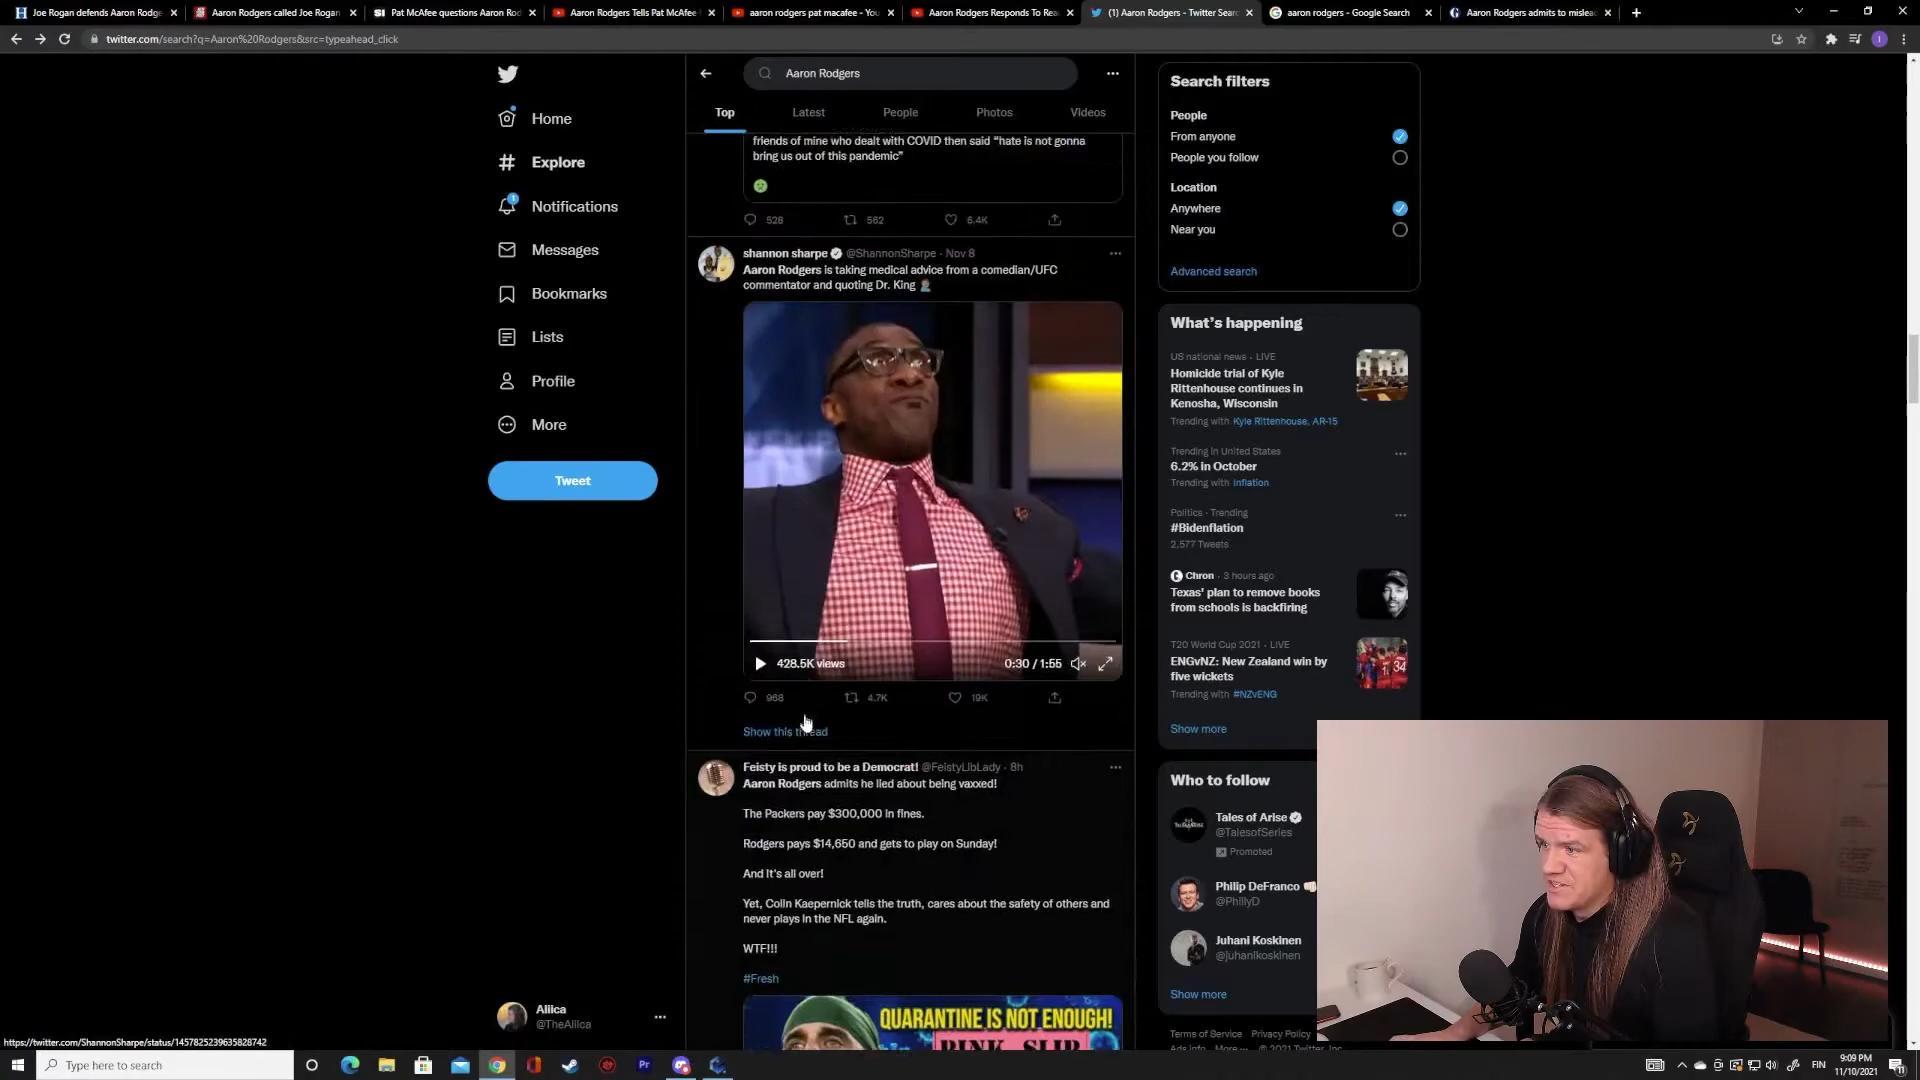 Joe Rogan defends Aaron Rodge
Aaron Rodgers called Joe Rogan
Pat McAfee questions Aaron Rod
Aaron Rodgers Tells Pat McAfee
aaron rodgers pat macafee - You
Aaron Rodgers Responds To Rea
(1) Aaron Rodgers - Twitter Sear
aaron rodgers - Google Search
Aaron Rodgers admits to mislea
twitter.com/search?q=Aaron%20Rodgers&src=typeahead_click
Home
Explore
Notifications
Messages
Bookmarks
Lists
Profile
More
Tweet
Aliica
@TheAliica
Aaron Rodgers
Top
Latest
People
Photos
Videos
friends of mine who dealt with COVID then said "hate is not gonna
bring us out of this pandemic"
528 562 6.4K
shannon sharpe @ShannonSharpe · Nov 8
Aaron Rodgers is taking medical advice from a comedian/UFC
commentator and quoting Dr. King
428.5K views 0:30 / 1:55
968 4.7K 19K
Show this thread
Feisty is proud to be a Democrat! @FeistyLibLady · 8h
Aaron Rodgers admits he lied about being vaxxed!
The Packers pay $300,000 in fines.
Rodgers pays $14,650 and gets to play on Sunday!
And It's all over!
Yet, Colin Kaepernick tells the truth, cares about the safety of others and
never plays in the NFL again.
WTF!!!
#Fresh
QUARANTINE IS NOT ENOUGH!
PINK SLIP
Search filters
People
From anyone
People you follow
Location
Anywhere
Near you
Advanced search
What's happening
US national news · LIVE
Homicide trial of Kyle
Rittenhouse continues in
Kenosha, Wisconsin
Trending with Kyle Rittenhouse, AR-15
Trending in United States
6.2% in October
Trending with Inflation
Politics · Trending
#Bidenflation
2,577 Tweets
Chron · 3 hours ago
Texas' plan to remove books
from schools is backfiring
T20 World Cup 2021 · LIVE
ENGvNZ: New Zealand win by
five wickets
Trending with #NZvENG
Show more
Who to follow
Tales of Arise
@TalesofSeries
Promoted
Philip DeFranco
@PhillyD
Juhani Koskinen
@juhanikoskinen
Show more
Terms of Service Privacy Policy
Ads info More © 2021 Twitter, Inc.
https://twitter.com/ShannonSharpe/status/1457825239635828742
Type here to search
FIN
9:09 PM
11/10/2021